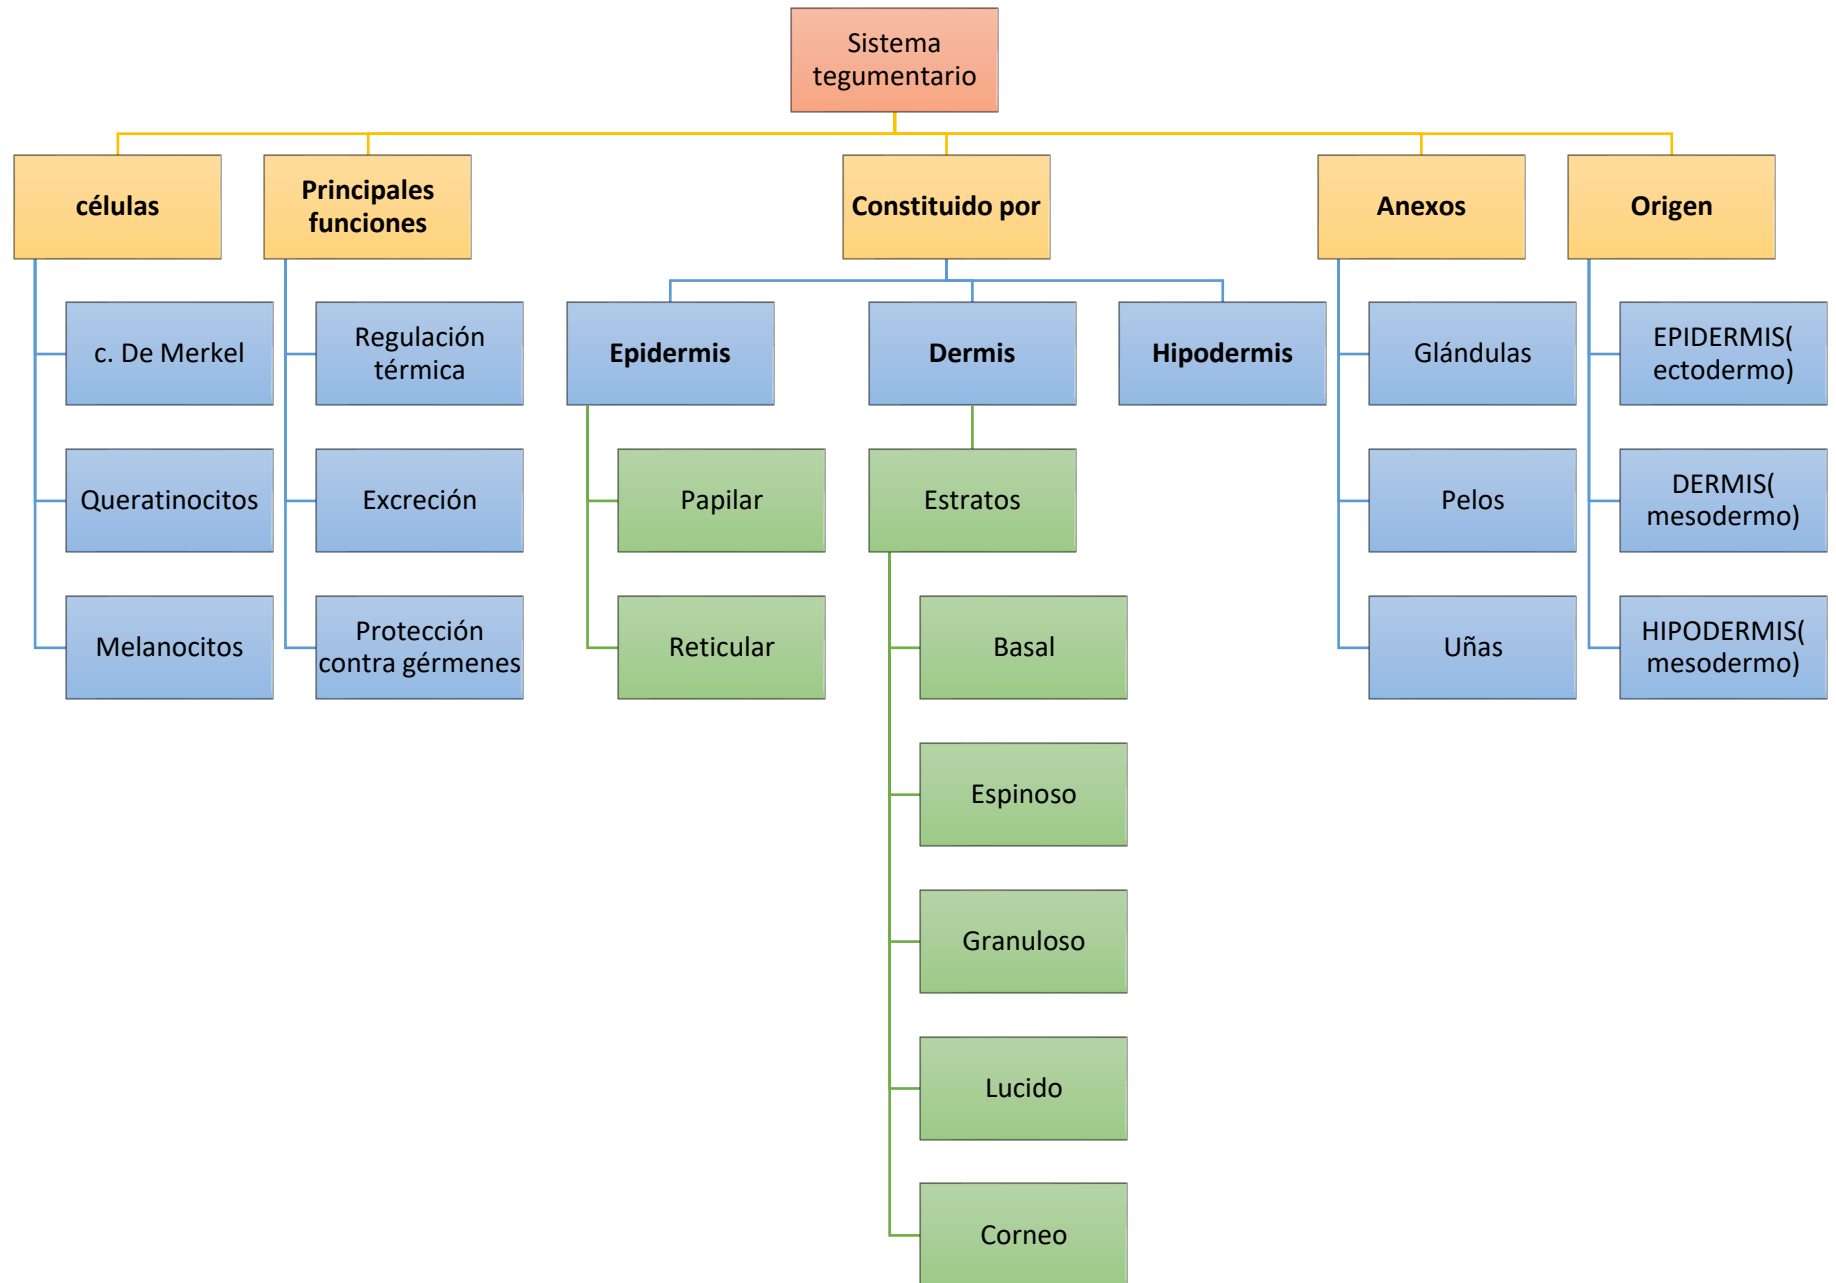 Sistema
tegumentario
células
Principales
funciones
Constituido por
Anexos
Origen
c. De Merkel
Regulación
térmica
Epidermis
Dermis
Hipodermis
Glándulas
EPIDERMIS(
ectodermo)
Queratinocitos
Excreción
Papilar
Estratos
Pelos
DERMIS(
mesodermo)
Melanocitos
Protección
contra gérmenes
Reticular
Basal
Uñas
HIPODERMIS(
mesodermo)
Espinoso
Granuloso
Lucido
Corneo